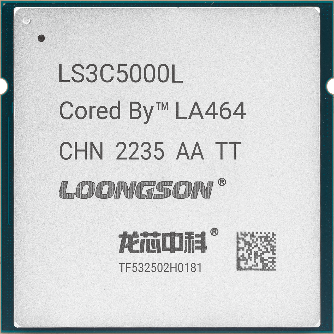 LS3C5000L
Cored By™ LA464
CHN 2235 AA TT
LOONGSON®
龙芯中科®
TF532502H0181